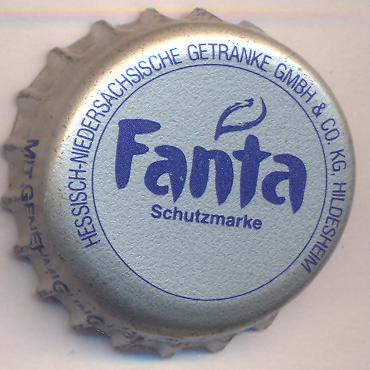 HESSISCH-NIEDERSÄCHSISCHE GETRÄNKE GMBH & CO. KG, HILDESHEIM
Fanta
Schutzmarke
MIT